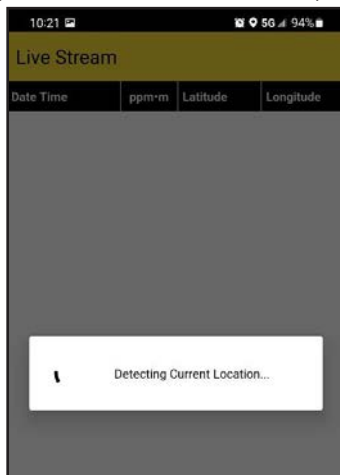 10:21 5G 94%
Live Stream
Date Time ppm·m Latitude Longitude
Detecting Current Location...